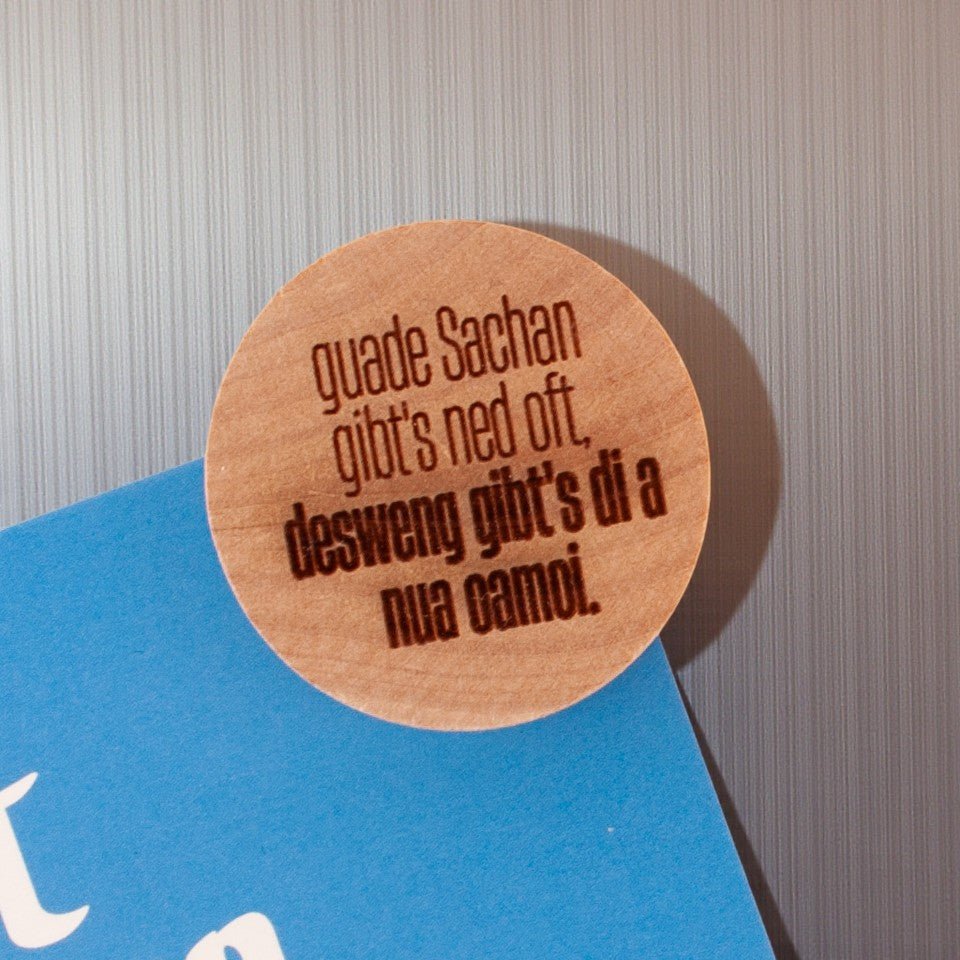 guade Sachan
gibt's ned oft,
desweng gibt's di a
nua oamoi.